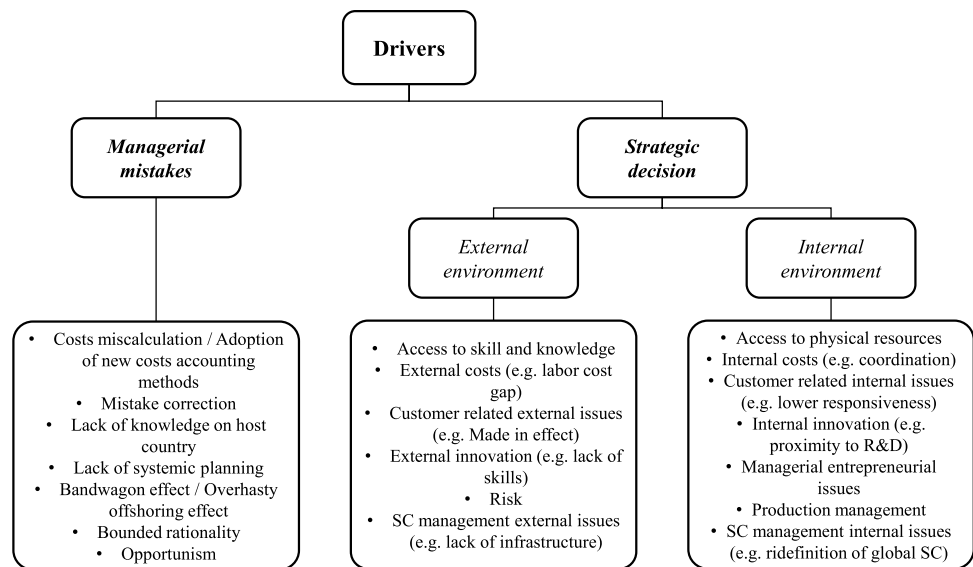 Drivers
Managerial
mistakes
Strategic
decision
External
environment
Internal
environment
• Costs miscalculation / Adoption
of new costs accounting
methods
• Mistake correction
• Lack of knowledge on host
country
• Lack of systemic planning
• Bandwagon effect / Overhasty
offshoring effect
• Bounded rationality
• Opportunism
• Access to skill and knowledge
• External costs (e.g. labor cost
gap)
• Customer related external issues
(e.g. Made in effect)
• External innovation (e.g. lack of
skills)
• Risk
• SC management external issues
(e.g. lack of infrastructure)
• Access to physical resources
• Internal costs (e.g. coordination)
• Customer related internal issues
(e.g. lower responsiveness)
• Internal innovation (e.g.
proximity to R&D)
• Managerial entrepreneurial
issues
• Production management
• SC management internal issues
(e.g. ridefinition of global SC)